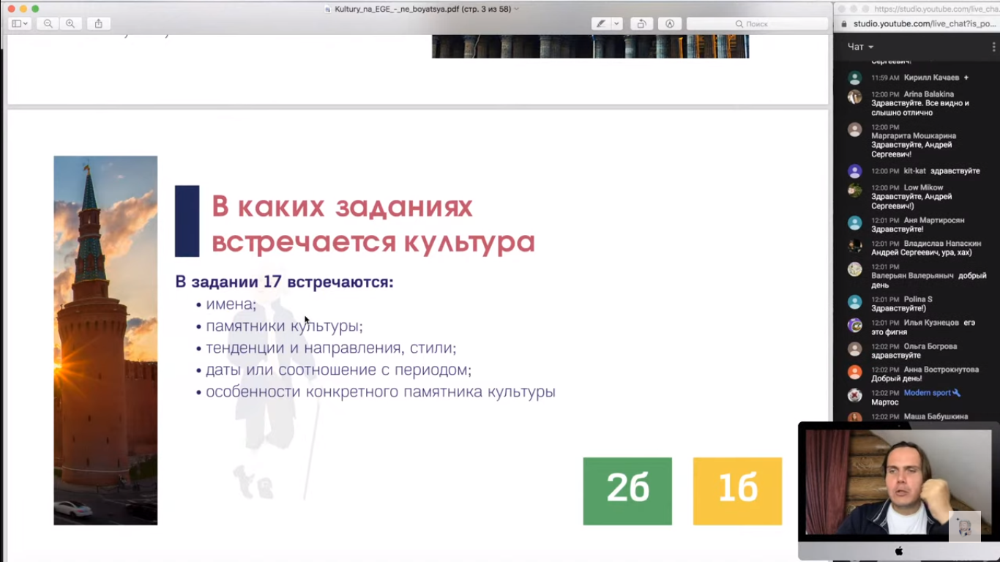 Kultury_na_EGE_-_ne_boyatsya.pdf (стр. 3 из 58)
Поиск
В каких заданиях
встречается культура
В задании 17 встречаются:
• имена;
• памятники культуры;
• тенденции и направления, стили;
• даты или соотношение с периодом;
• особенности конкретного памятника культуры
2б
1б
https://studio.youtube.com/live_cha
studio.youtube.com/live_chat?is_po...
Чат
Сергеевич!
11:59 AM Кирилл Качаев +
12:00 PM Arina Balakina
Здравствуйте. Все видно и
слышно отлично
12:00 PM
Маргарита Мошкарина
Здравствуйте, Андрей
Сергеевич!
12:00 PM kit-kat здравствуйте
12:00 PM Low Mikow
Здравствуйте, Андрей
Сергеевич!)
12:01 PM Аня Мартиросян
Здравствуйте!
12:01 PM Владислав Напаскин
Андрей Сергеевич, ура, хах)
12:01 PM
Валерьян Валерьяныч добрый
день
12:01 PM Polina S
Здравствуйте!)
12:01 PM Илья Кузнецов егэ
это фигня
12:02 PM Ольга Богрова
здравствуйте
12:02 PM Анна Вострокнутова
Добрый день!
12:02 PM Modern sport
Мартос
12:02 PM Маша Бабушкина